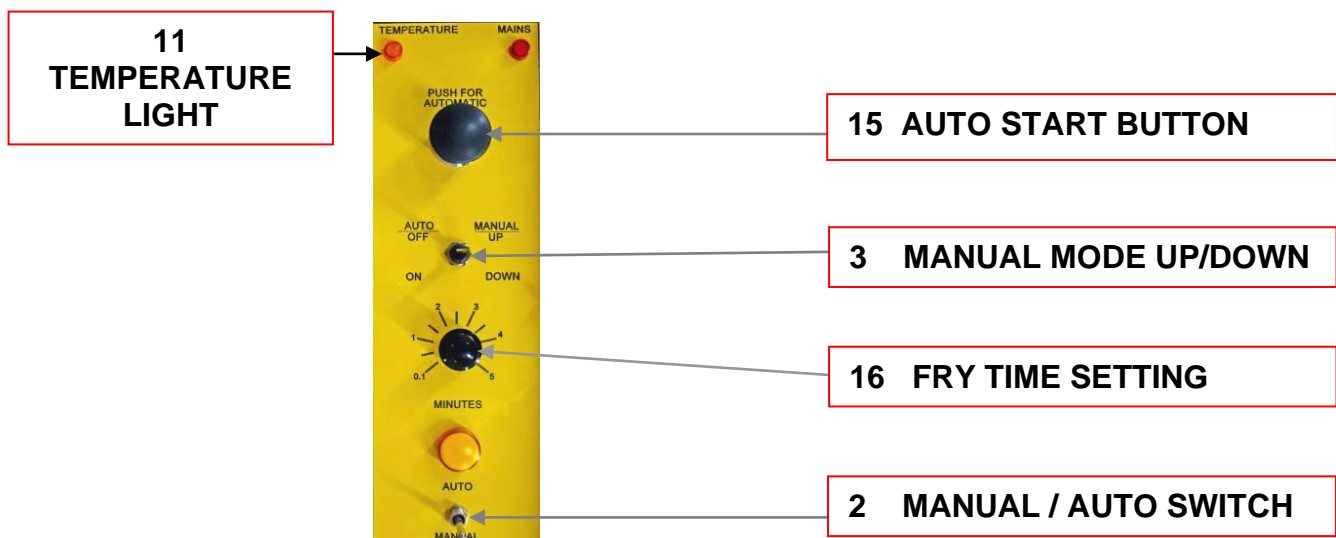 11
TEMPERATURE
LIGHT
TEMPERATURE MAINS
PUSH FOR
AUTOMATIC
15 AUTO START BUTTON
AUTO MANUAL
OFF UP
ON DOWN
3 MANUAL MODE UP/DOWN
2 3
1 4
0.1 5
16 FRY TIME SETTING
MINUTES
AUTO
MANUAL
2 MANUAL / AUTO SWITCH